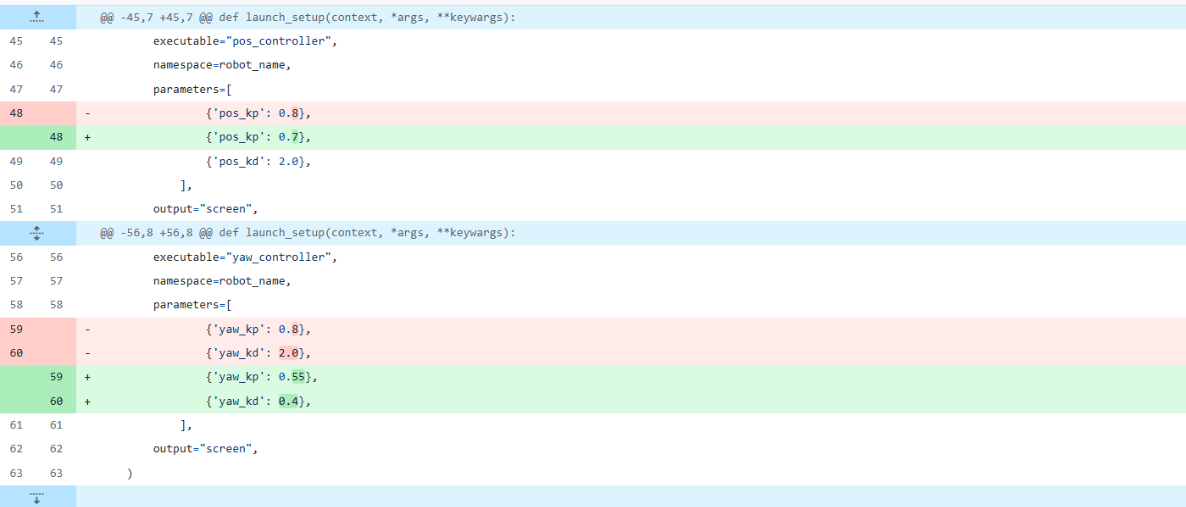 @@ -45,7 +45,7 @@ def launch_setup(context, *args, **keywargs):
45 45 executable="pos_controller",
46 46 namespace=robot_name,
47 47 parameters=[
48 - {'pos_kp': 0.8},
48 + {'pos_kp': 0.7},
49 49 {'pos_kd': 2.0},
50 50 ],
51 51 output="screen",
@@ -56,8 +56,8 @@ def launch_setup(context, *args, **keywargs):
56 56 executable="yaw_controller",
57 57 namespace=robot_name,
58 58 parameters=[
59 - {'yaw_kp': 0.8},
60 - {'yaw_kd': 2.0},
59 + {'yaw_kp': 0.55},
60 + {'yaw_kd': 0.4},
61 61 ],
62 62 output="screen",
63 63 )